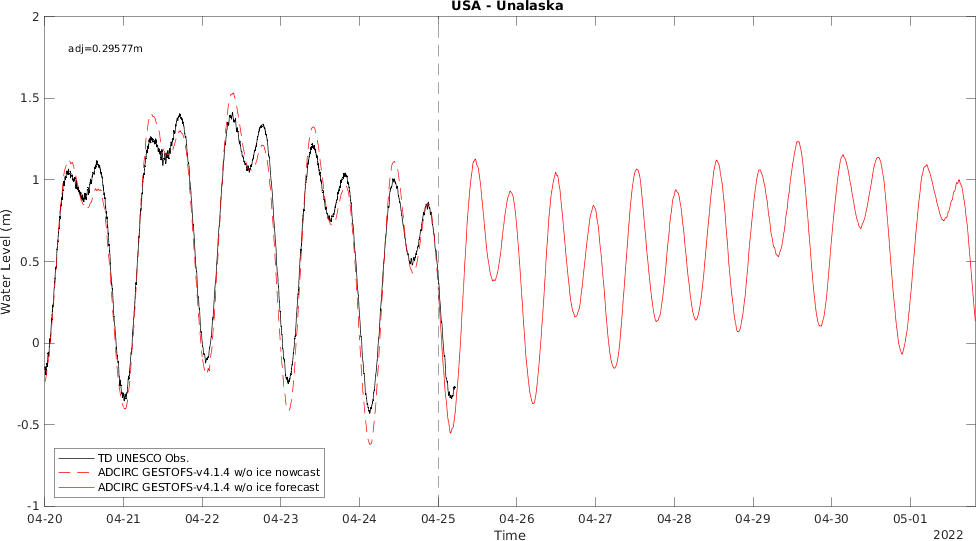 USA - Unalaska
adj=0.29577m
Water Level (m)
2
1.5
1
0.5
0
-0.5
-1
TD UNESCO Obs.
ADCIRC GESTOFS-v4.1.4 w/o ice nowcast
ADCIRC GESTOFS-v4.1.4 w/o ice forecast
04-20 04-21 04-22 04-23 04-24 04-25 04-26 04-27 04-28 04-29 04-30 05-01
Time
2022